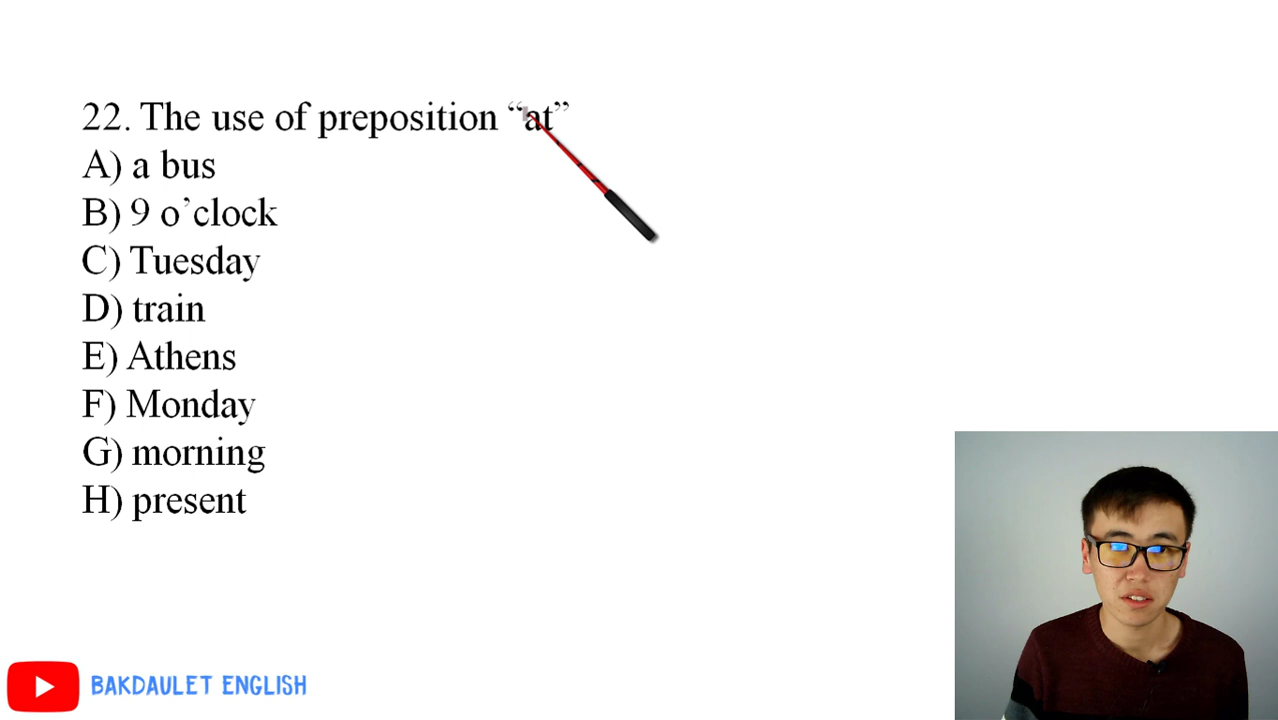 22. The use of preposition “at”
A) a bus
B) 9 o’clock
C) Tuesday
D) train
E) Athens
F) Monday
G) morning
H) present
BAKDAULET ENGLISH